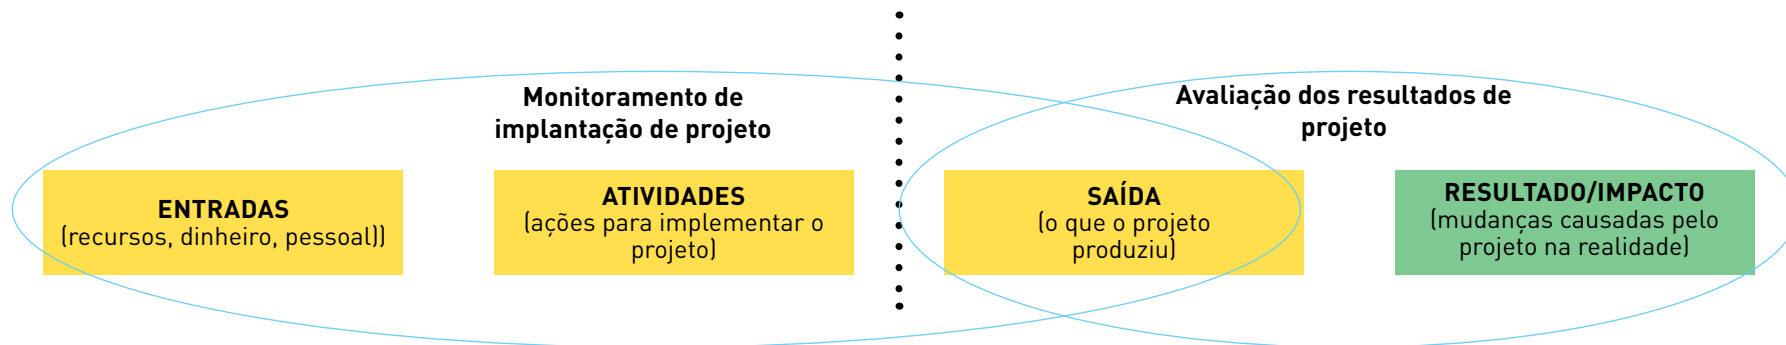 Monitoramento de
implantação de projeto
Avaliação dos resultados de
projeto
ENTRADAS
(recursos, dinheiro, pessoal))
ATIVIDADES
(ações para implementar o
projeto)
SAÍDA
(o que o projeto
produziu)
RESULTADO/IMPACTO
(mudanças causadas pelo
projeto na realidade)